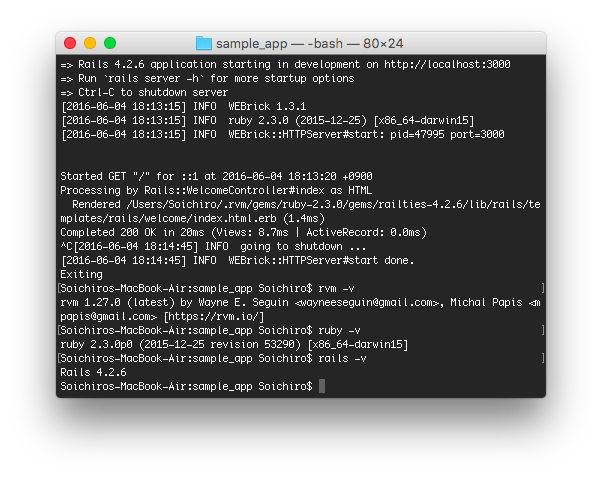 sample_app — -bash — 80×24
=> Rails 4.2.6 application starting in development on http://localhost:3000
=> Run `rails server -h` for more startup options
=> Ctrl-C to shutdown server
[2016-06-04 18:13:15] INFO  WEBrick 1.3.1
[2016-06-04 18:13:15] INFO  ruby 2.3.0 (2015-12-25) [x86_64-darwin15]
[2016-06-04 18:13:15] INFO  WEBrick::HTTPServer#start: pid=47995 port=3000
Started GET "/" for ::1 at 2016-06-04 18:13:20 +0900
Processing by Rails::WelcomeController#index as HTML
  Rendered /Users/Soichiro/.rvm/gems/ruby-2.3.0/gems/railties-4.2.6/lib/rails/te
mplates/rails/welcome/index.html.erb (1.4ms)
Completed 200 OK in 20ms (Views: 8.7ms | ActiveRecord: 0.0ms)
^C[2016-06-04 18:14:45] INFO  going to shutdown ...
[2016-06-04 18:14:45] INFO  WEBrick::HTTPServer#start done.
Exiting
[Soichiros-MacBook-Air:sample_app Soichiro$ rvm -v ]
rvm 1.27.0 (latest) by Wayne E. Seguin <wayneeseguin@gmail.com>, Michal Papis <m
papis@gmail.com> [https://rvm.io/]
[Soichiros-MacBook-Air:sample_app Soichiro$ ruby -v ]
ruby 2.3.0p0 (2015-12-25 revision 53290) [x86_64-darwin15]
[Soichiros-MacBook-Air:sample_app Soichiro$ rails -v ]
Rails 4.2.6
Soichiros-MacBook-Air:sample_app Soichiro$